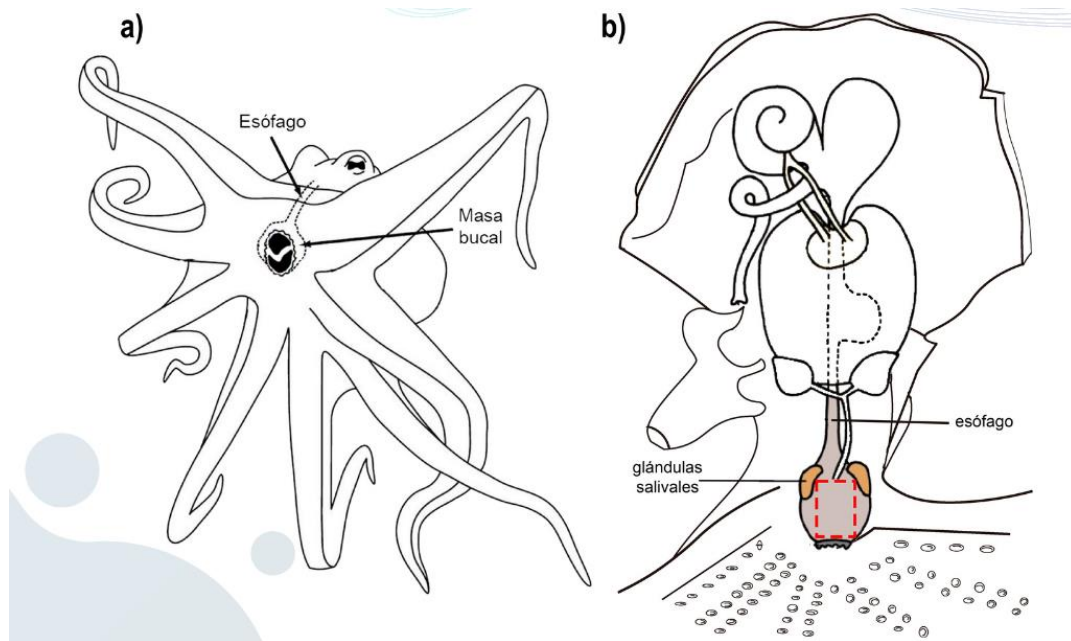 a)
Esófago
Masa
bucal
b)
esófago
glándulas
salivales